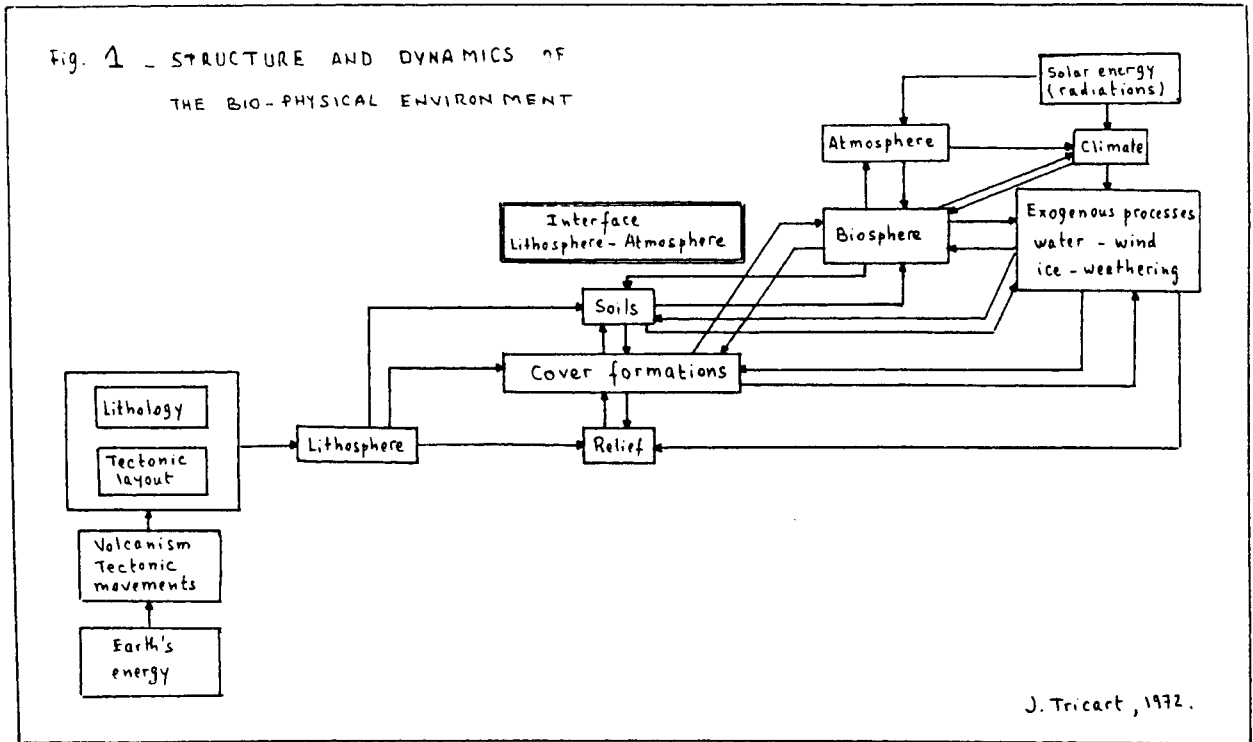 Fig. 1 - STRUCTURE AND DYNAMICS OF
THE BIO-PHYSICAL ENVIRONMENT
Solar energy
(radiations)
Atmosphere
Climate
Interface
Lithosphere-Atmosphere
Biosphere
Exogenous processes
water - wind
ice - weathering
Soils
Cover formations
Lithology
Tectonic
layout
Lithosphere
Relief
Volcanism
Tectonic
movements
Earth's
energy
J. Tricart, 1972.